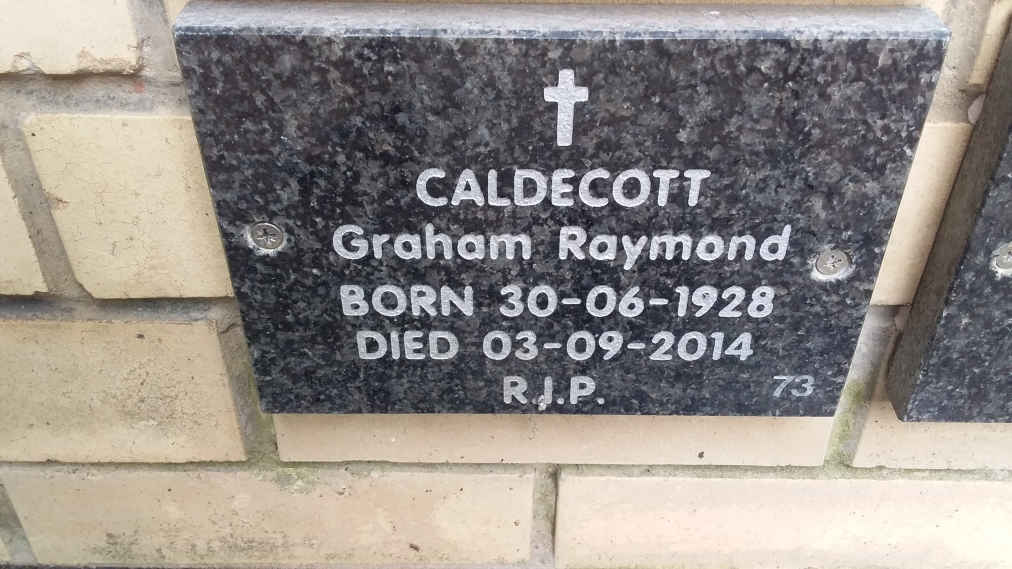 CALDECOTT
Graham Raymond
BORN 30-06-1928
DIED 03-09-2014
R.I.P.
73